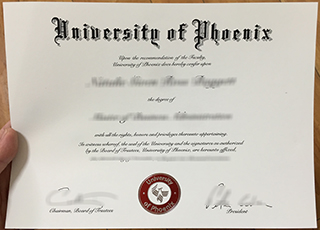 University of Phoenix
Upon the recommendation of the Faculty,
University of Phoenix does hereby confer upon
the degree of
with all the rights, honors and privileges thereunto appertaining.
In witness whereof, the seal of the University and the signatures as authorized
by the Board of Trustees, University of Phoenix, are hereunto affixed,
University
of Phoenix
Chairman, Board of Trustees
President